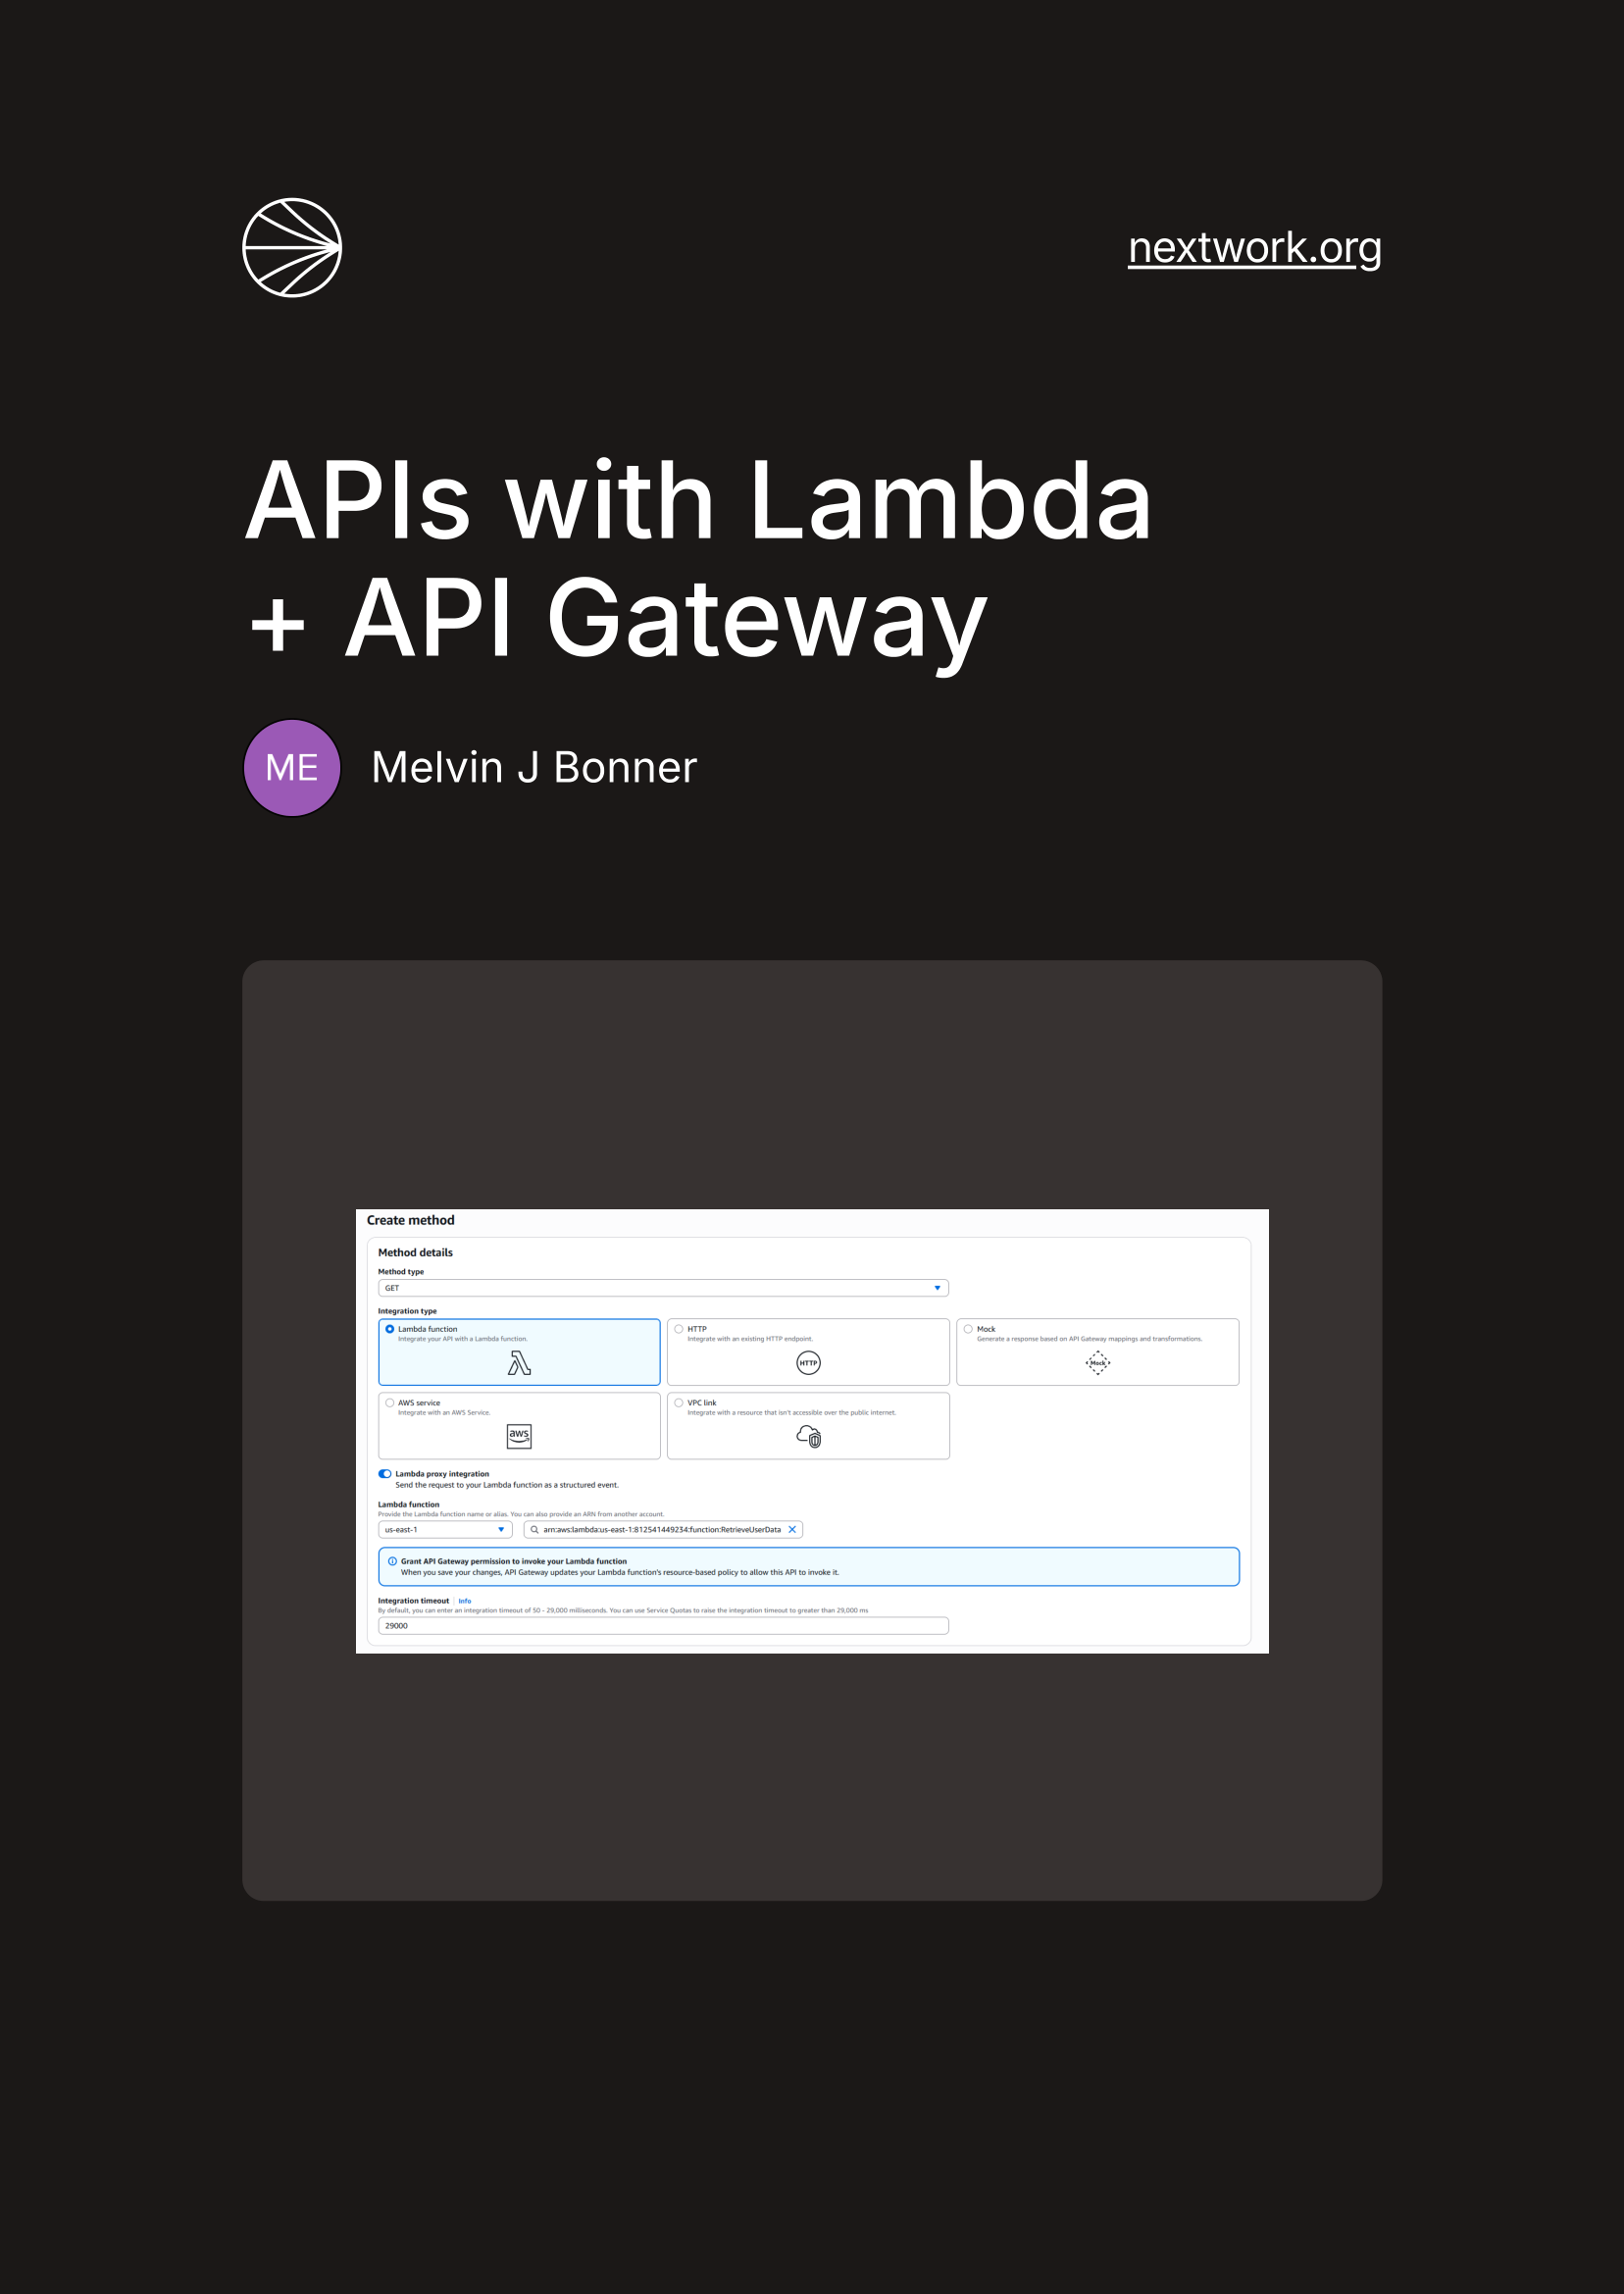 nextwork.org
APIs with Lambda
+ API Gateway
ME
Melvin J Bonner
Create method
Method details
Method type
GET
Integration type
Lambda function
Integrate your API with a Lambda function.
HTTP
Integrate with an existing HTTP endpoint.
HTTP
Mock
Generate a response based on API Gateway mappings and transformations.
Mock
AWS service
Integrate with an AWS Service.
aws
VPC link
Integrate with a resource that isn't accessible over the public internet.
Lambda proxy integration
Send the request to your Lambda function as a structured event.
Lambda function
Provide the Lambda function name or alias. You can also provide an ARN from another account.
us-east-1
arn:aws:lambda:us-east-1:812541449234:function:RetrieveUserData
Grant API Gateway permission to invoke your Lambda function
When you save your changes, API Gateway updates your Lambda function's resource-based policy to allow this API to invoke it.
Integration timeout Info
By default, you can enter an integration timeout of 50 - 29,000 milliseconds. You can use Service Quotas to raise the integration timeout to greater than 29,000 ms
29000